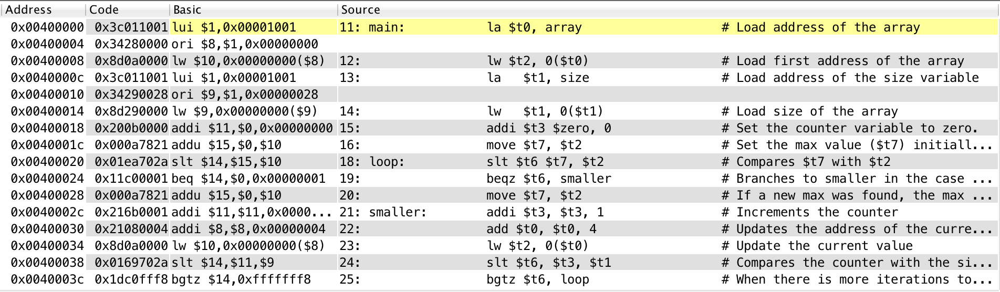 Address Code Basic Source
0x00400000 0x3c011001 lui $1,0x00001001 11: main: la $t0, array # Load address of the array
0x00400004 0x34280000 ori $8,$1,0x00000000
0x00400008 0x8d0a0000 lw $10,0x00000000($8) 12: lw $t2, 0($t0) # Load first address of the array
0x0040000c 0x3c011001 lui $1,0x00001001 13: la $t1, size # Load address of the size variable
0x00400010 0x34290028 ori $9,$1,0x00000028
0x00400014 0x8d290000 lw $9,0x00000000($9) 14: lw $t1, 0($t1) # Load size of the array
0x00400018 0x200b0000 addi $11,$0,0x00000000 15: addi $t3 $zero, 0 # Set the counter variable to zero.
0x0040001c 0x000a7821 addu $15,$0,$10 16: move $t7, $t2 # Set the max value ($t7) initiall...
0x00400020 0x01ea702a slt $14,$15,$10 18: loop: slt $t6 $t7, $t2 # Compares $t7 with $t2
0x00400024 0x11c00001 beq $14,$0,0x00000001 19: beqz $t6, smaller # Branches to smaller in the case ...
0x00400028 0x000a7821 addu $15,$0,$10 20: move $t7, $t2 # If a new max was found, the max ...
0x0040002c 0x216b0001 addi $11,$11,0x0000... 21: smaller: addi $t3, $t3, 1 # Increments the counter
0x00400030 0x21080004 addi $8,$8,0x00000004 22: add $t0, $t0, 4 # Updates the address of the curre...
0x00400034 0x8d0a0000 lw $10,0x00000000($8) 23: lw $t2, 0($t0) # Update the current value
0x00400038 0x0169702a slt $14,$11,$9 24: slt $t6, $t3, $t1 # Compares the counter with the si...
0x0040003c 0x1dc0fff8 bgtz $14,0xfffffff8 25: bgtz $t6, loop # When there is more iterations to...